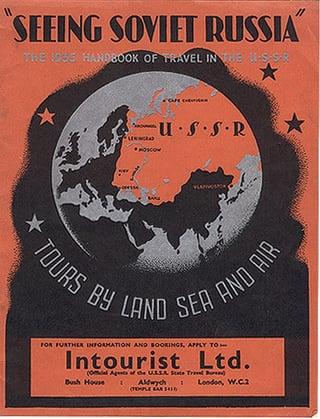 "SEEING SOVIET RUSSIA"
THE 1935 HANDBOOK OF TRAVEL IN THE U·S·S·R.
CAPE CHELYUSKIN
ARCHANGEL
U·S·S·R
LENINGRAD
MOSCOW
KIEV
ODESSA
VLADIVOSTOK
BAKU
TOURS BY LAND SEA AND AIR
FOR FURTHER INFORMATION AND BOOKINGS, APPLY TO:—
Intourist Ltd.
(Official Agents of the U.S.S.R. State Travel Bureau)
Bush House : Aldwych : London, W.C.2
(TEMPLE BAR 5411)